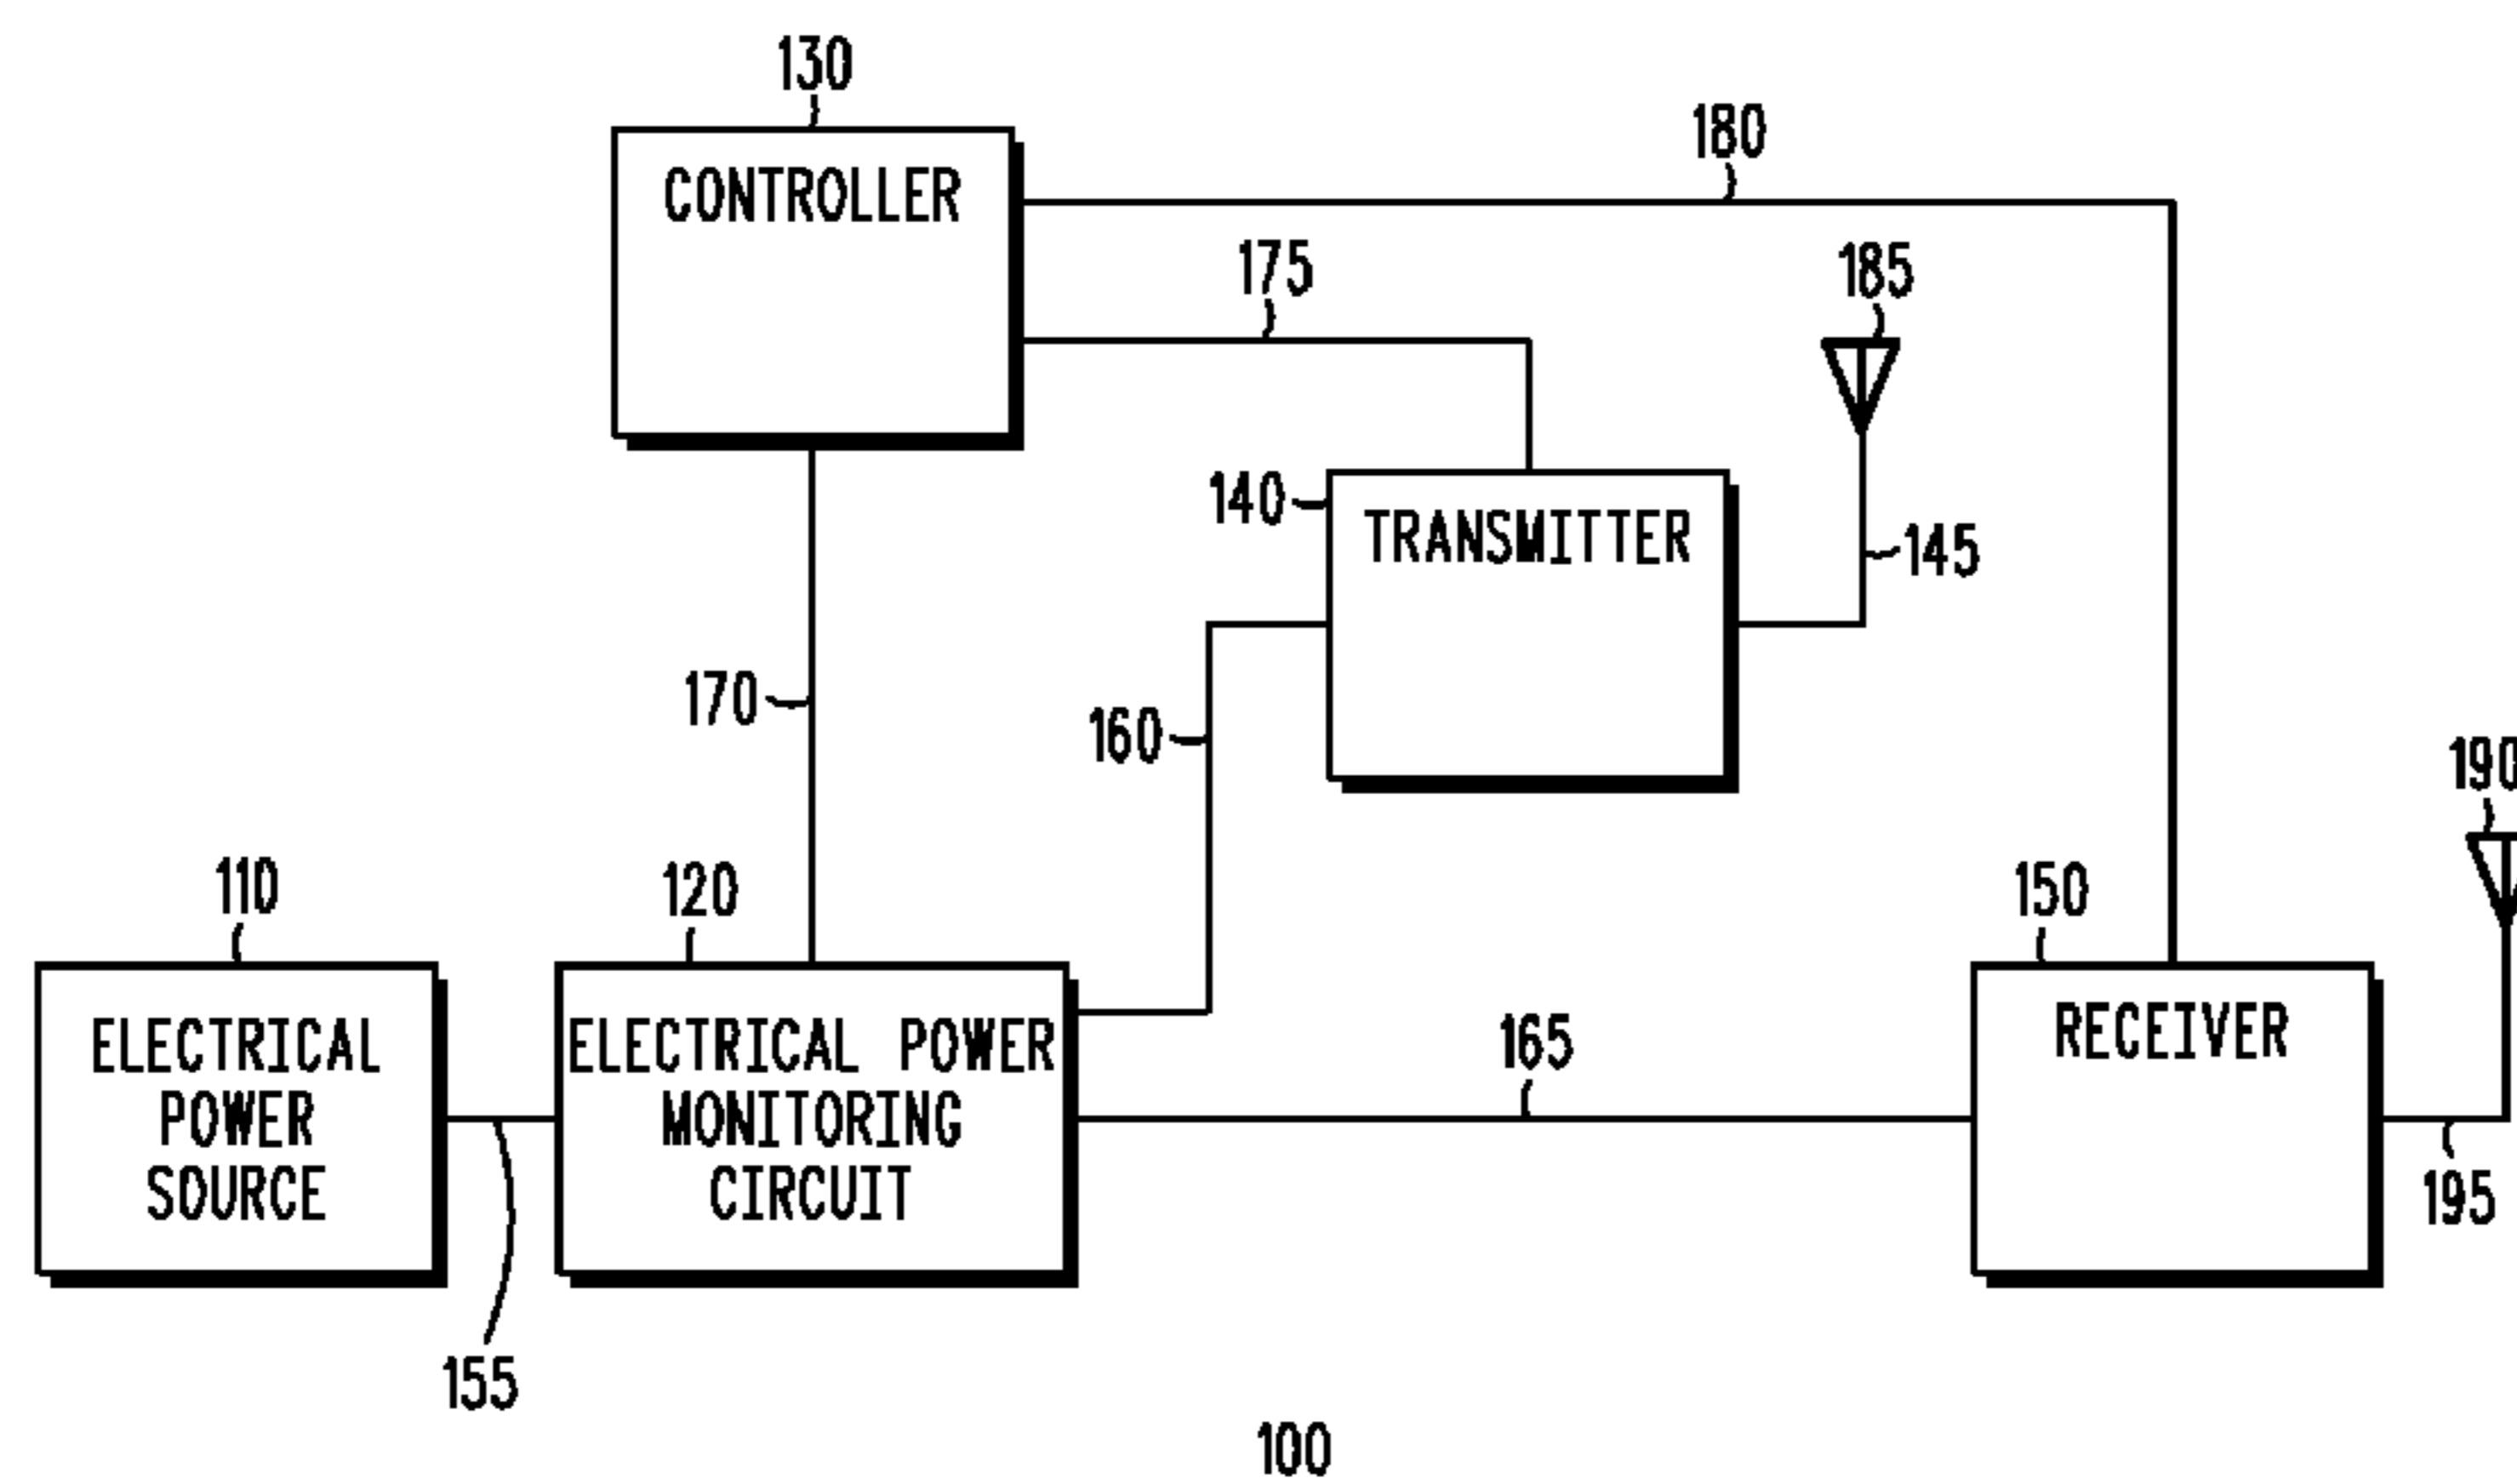 130
CONTROLLER
180
175
185
140
TRANSMITTER
145
170
160
190
110
120
150
ELECTRICAL
POWER
SOURCE
ELECTRICAL POWER
MONITORING
CIRCUIT
165
RECEIVER
195
155
100